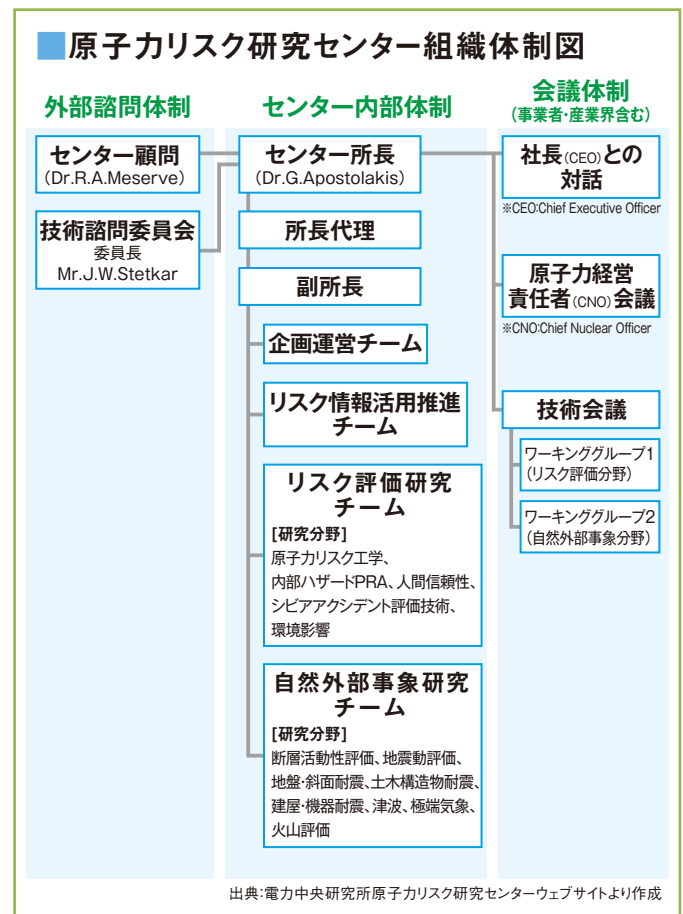 ■原子力リスク研究センター組織体制図
外部諮問体制
センター顧問
(Dr.R.A.Meserve)
技術諮問委員会
委員長
Mr.J.W.Stetkar
センター内部体制
センター所長
(Dr.G.Apostolakis)
所長代理
副所長
企画運営チーム
リスク情報活用推進
チーム
リスク評価研究
チーム
[研究分野]
原子力リスク工学、
内部ハザードPRA、人間信頼性、
シビアアクシデント評価技術、
環境影響
自然外部事象研究
チーム
[研究分野]
断層活動性評価、地震動評価、
地盤・斜面耐震、土木構造物耐震、
建屋・機器耐震、津波、極端気象、
火山評価
会議体制
(事業者・産業界含む)
社長(CEO)との
対話
※CEO:Chief Executive Officer
原子力経営
責任者(CNO)会議
※CNO:Chief Nuclear Officer
技術会議
ワーキンググループ1
(リスク評価分野)
ワーキンググループ2
(自然外部事象分野)
出典:電力中央研究所原子力リスク研究センターウェブサイトより作成